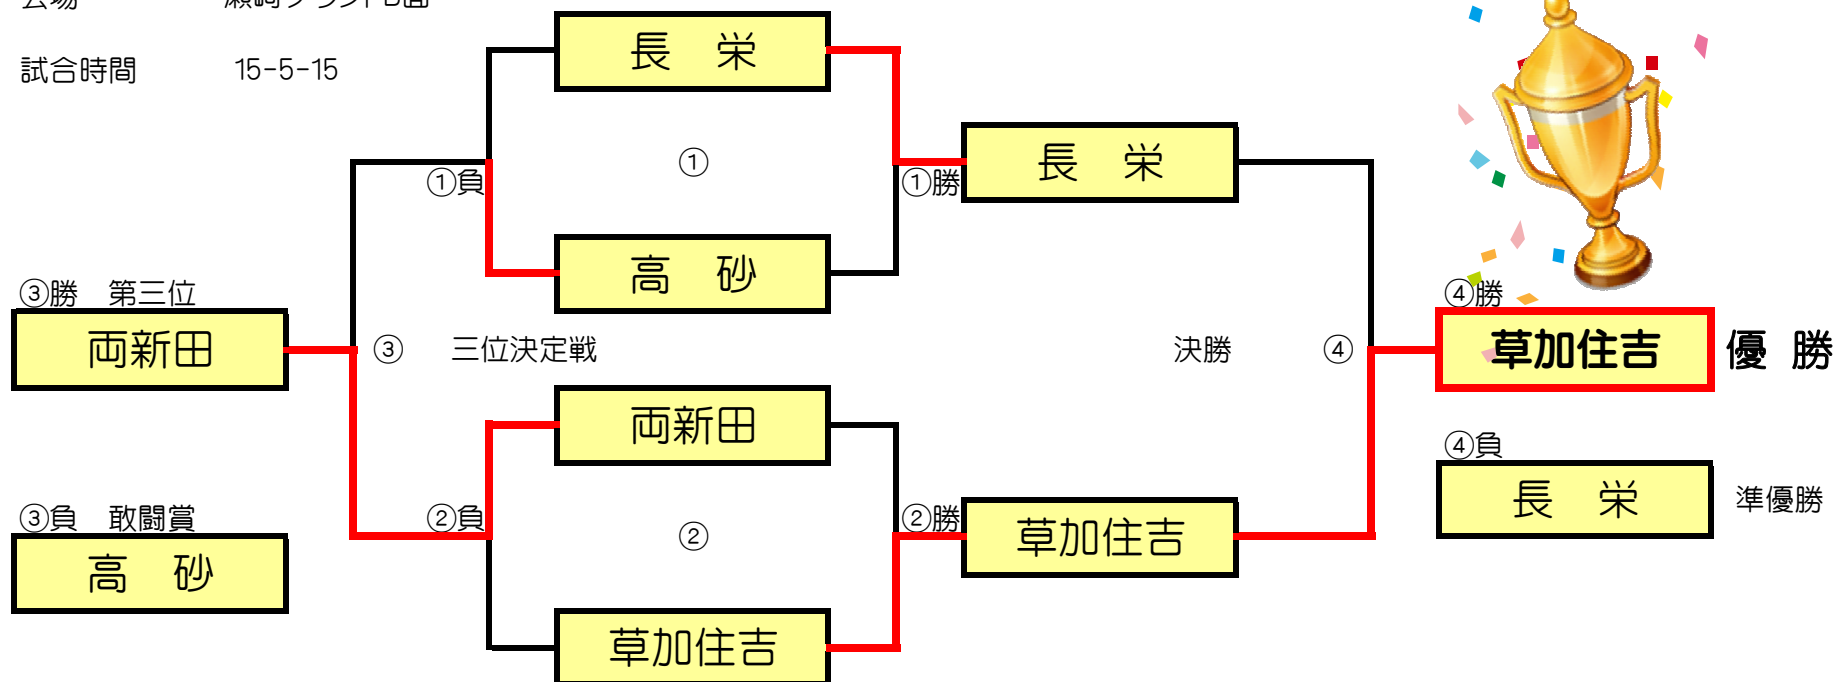 会場
試合時間 15-5-15
長 栄
①
①負
①勝
長 栄
高 砂
③勝 第三位
両新田
③ 三位決定戦
決勝 ④
④勝
草加住吉 優 勝
両新田
④負
長 栄 準優勝
③負 敢闘賞
高 砂
②負
②
②勝
草加住吉
草加住吉